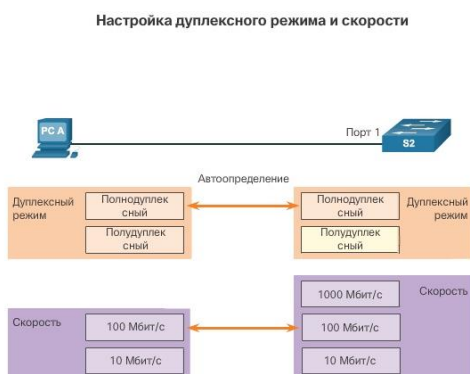 Настройка дуплексного режима и скорости
PC A
Порт 1
S2
Автоопределение
Дуплексный
режим
Полнодуплек
сный
Полудуплек
сный
Полнодуплек
сный
Полудуплек
сный
Дуплексный
режим
Скорость
100 Мбит/с
10 Мбит/с
1000 Мбит/с
100 Мбит/с
10 Мбит/с
Скорость